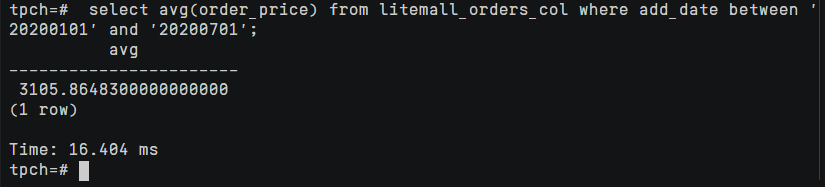 tpch=#  select avg(order_price) from litemall_orders_col where add_date between '
20200101' and '20200701';
          avg
-----------------------
 3105.8648300000000000
(1 row)

Time: 16.404 ms
tpch=#